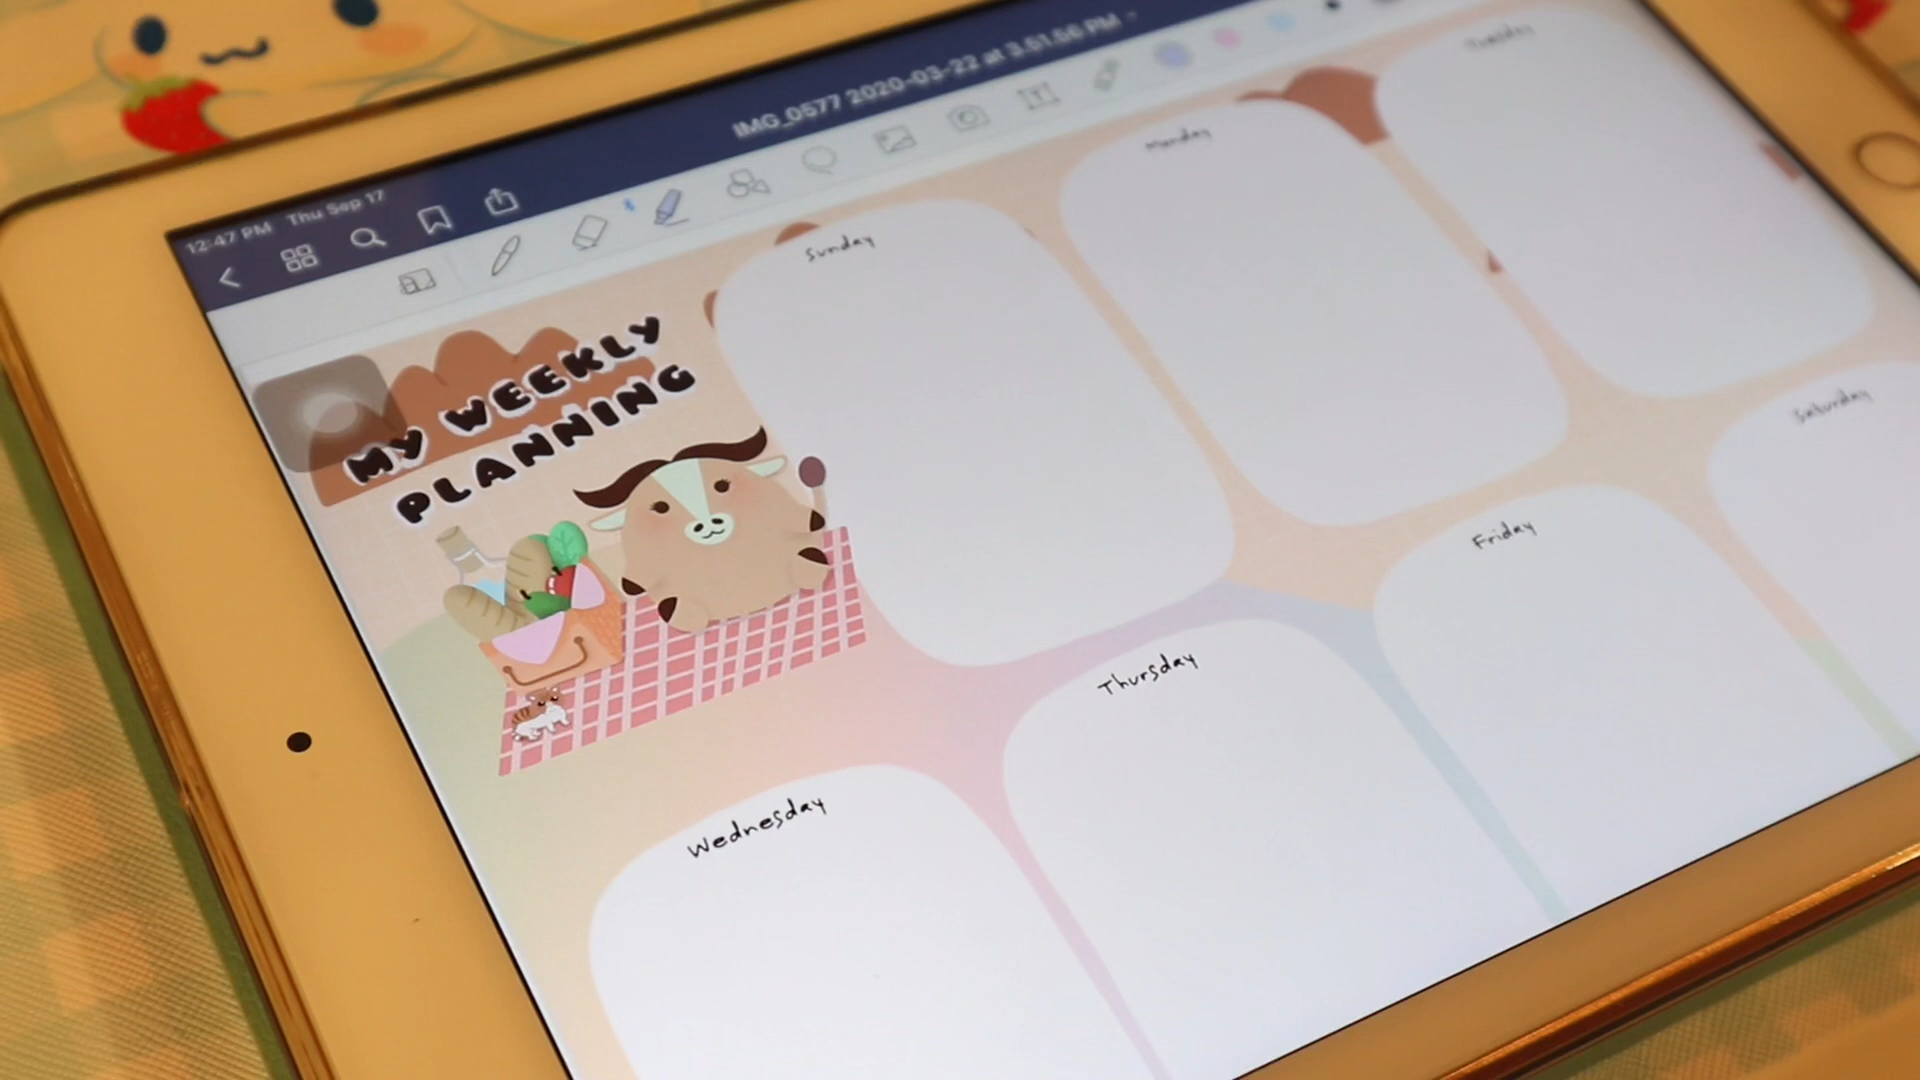 12:47 PM Thu Sep 17
IMG_0577 2020-03-22 at 3.51.56 PM
MY WEEKLY
PLANNING
Sunday
Monday
Tuesday
Wednesday
Thursday
Friday
Saturday